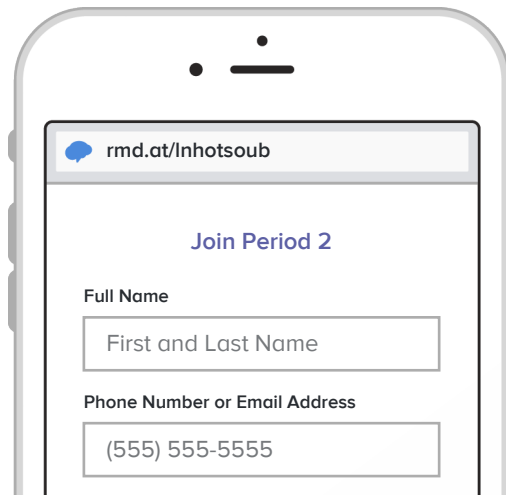 rmd.at/lnhotsoub
Join Period 2
Full Name
First and Last Name
Phone Number or Email Address
(555) 555-5555